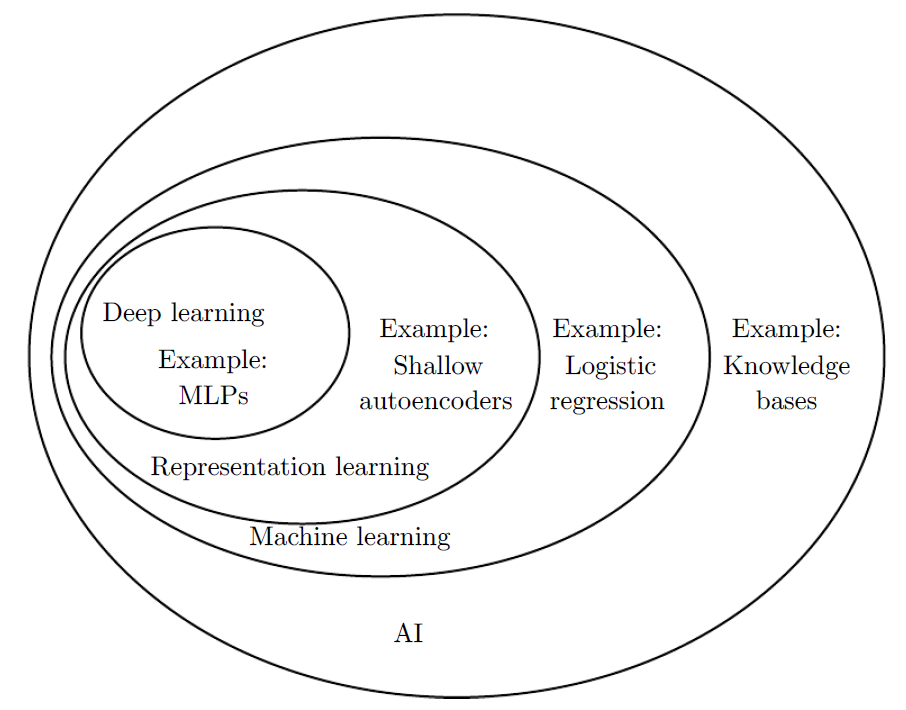 Deep learning
Example:
MLPs
Example:
Shallow
autoencoders
Example:
Logistic
regression
Example:
Knowledge
bases
Representation learning
Machine learning
AI